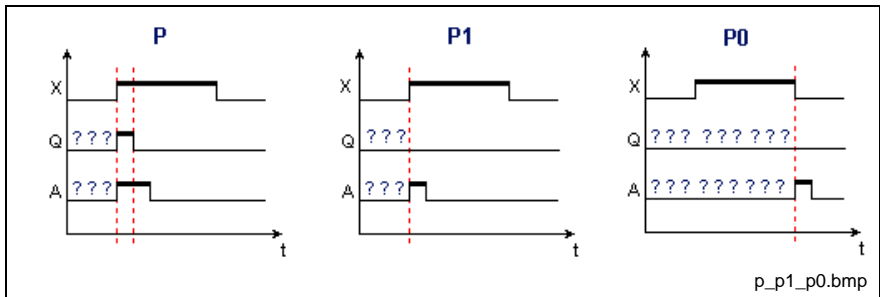 P P1 P0
X X X
Q ??? Q ??? Q ??? ??? ???
A ??? A ??? A ??? ??? ???
t t t
p_p1_p0.bmp